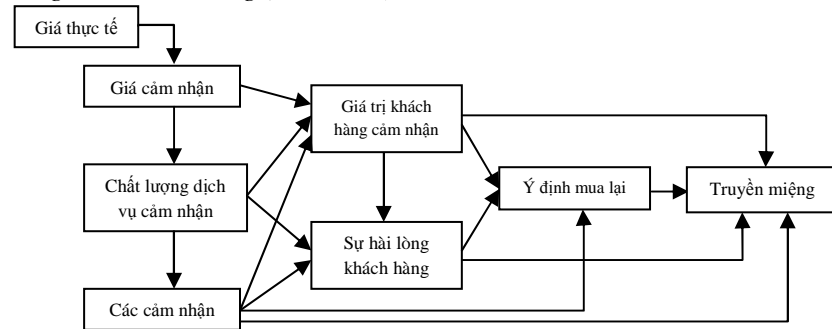 Giá thực tế
Giá cảm nhận
Giá trị khách
hàng cảm nhận
Chất lượng dịch
vụ cảm nhận
Ý định mua lại
Truyền miệng
Sự hài lòng
khách hàng
Các cảm nhận